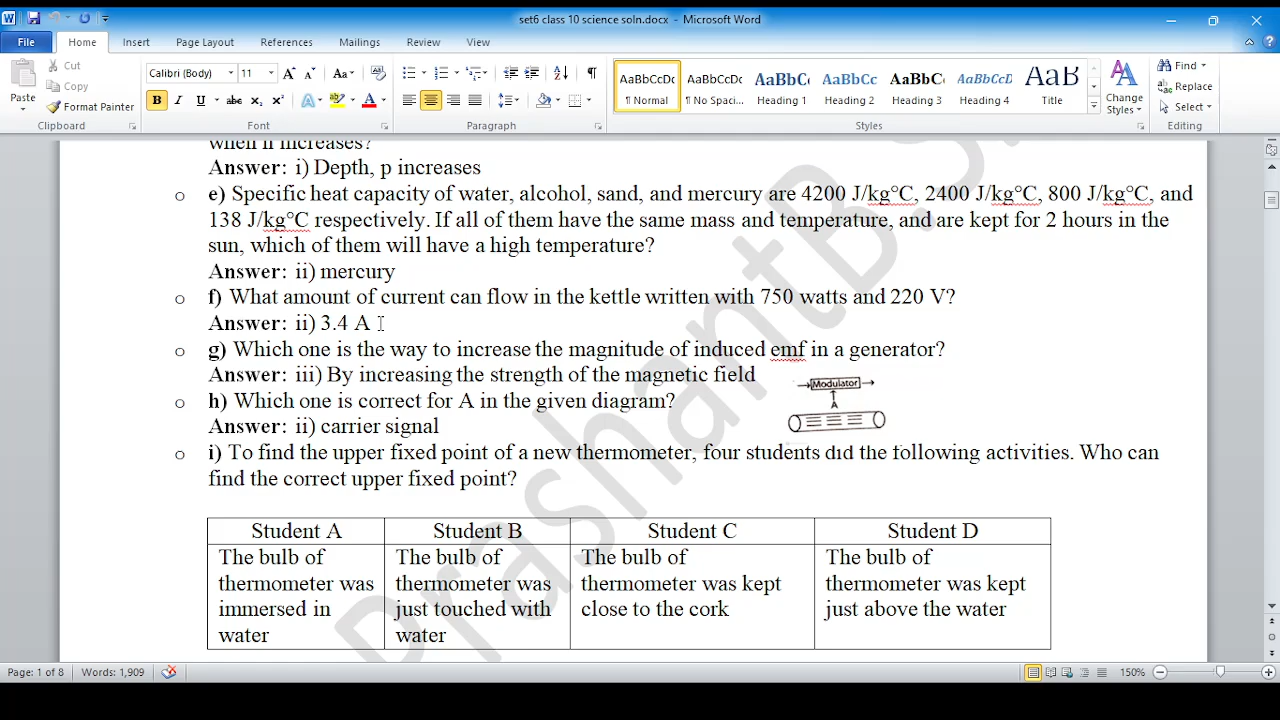 set6 class 10 science soln.docx - Microsoft Word
File Home Insert Page Layout References Mailings Review View
Paste
Cut
Copy
Format Painter
Clipboard
Calibri (Body) 11
Font
Paragraph
AaBbCcDc AaBbCcDc AaBbC AaBbCc AaBbC AaBbCcD AaB
¶ Normal ¶ No Spaci... Heading 1 Heading 2 Heading 3 Heading 4 Title
Change Styles
Styles
Find
Replace
Select
Editing
when h increases?
Answer: i) Depth, p increases
e) Specific heat capacity of water, alcohol, sand, and mercury are 4200 J/kg°C, 2400 J/kg°C, 800 J/kg°C, and
138 J/kg°C respectively. If all of them have the same mass and temperature, and are kept for 2 hours in the
sun, which of them will have a high temperature?
Answer: ii) mercury
f) What amount of current can flow in the kettle written with 750 watts and 220 V?
Answer: ii) 3.4 A
g) Which one is the way to increase the magnitude of induced emf in a generator?
Answer: iii) By increasing the strength of the magnetic field
Modulator
A
h) Which one is correct for A in the given diagram?
Answer: ii) carrier signal
i) To find the upper fixed point of a new thermometer, four students did the following activities. Who can
find the correct upper fixed point?
Student A Student B Student C Student D
The bulb of thermometer was immersed in water
The bulb of thermometer was just touched with water
The bulb of thermometer was kept close to the cork
The bulb of thermometer was kept just above the water
PrashantB.
Page: 1 of 8 Words: 1,909 150%